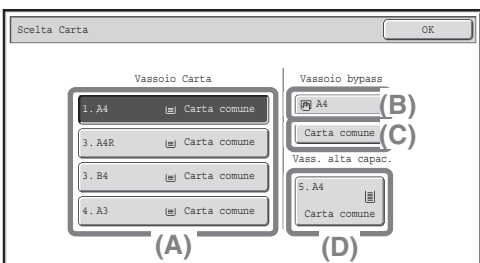 Scelta Carta
OK
Vassoio Carta
Vassoio bypass
1. A4 Carta comune
3. A4R Carta comune
3. B4 Carta comune
4. A3 Carta comune
(A)
A4
(B)
Carta comune
(C)
Vass. alta capac.
5. A4
Carta comune
(D)